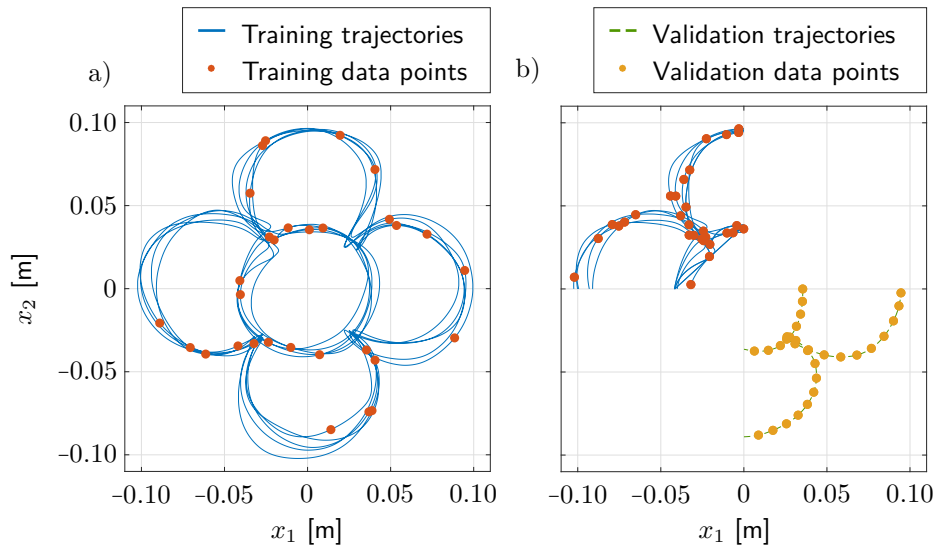 Training trajectories
Training data points
Validation trajectories
Validation data points
a)
b)
0.10
0.05
0
−0.05
−0.10
x₂ [m]
−0.10 −0.05 0 0.05 0.10
x₁ [m]
−0.10 −0.05 0 0.05 0.10
x₁ [m]